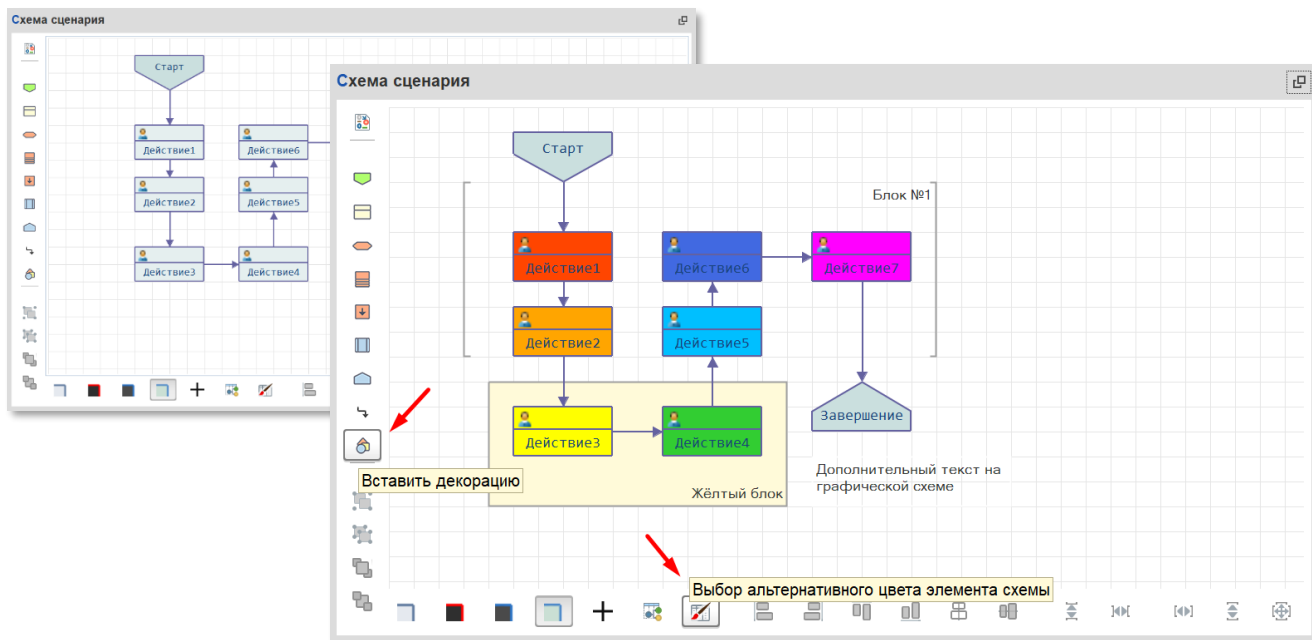 Схема сценария
Старт
Действие1
Действие6
Действие2
Действие5
Действие3
Действие4
Схема сценария
Старт
Блок №1
Действие1
Действие6
Действие7
Действие2
Действие5
Действие3
Действие4
Завершение
Жёлтый блок
Дополнительный текст на
графической схеме
Вставить декорацию
Выбор альтернативного цвета элемента схемы